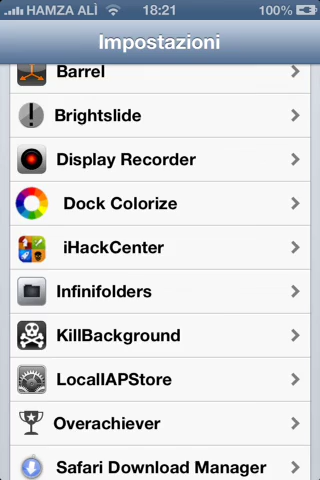 HAMZA ALÌ 18:21 100%
Impostazioni
Barrel
Brightslide
Display Recorder
Dock Colorize
iHackCenter
Infinifolders
KillBackground
LocalIAPStore
Overachiever
Safari Download Manager